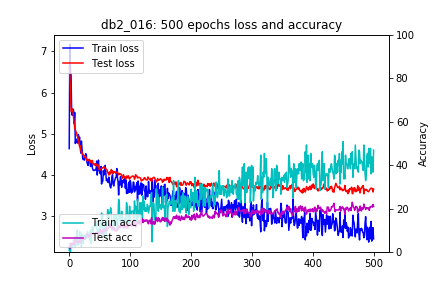 db2_016: 500 epochs loss and accuracy
Train loss
Test loss
Train acc
Test acc
Loss
7
6
5
4
3
Accuracy
100
80
60
40
20
0
0
100
200
300
400
500